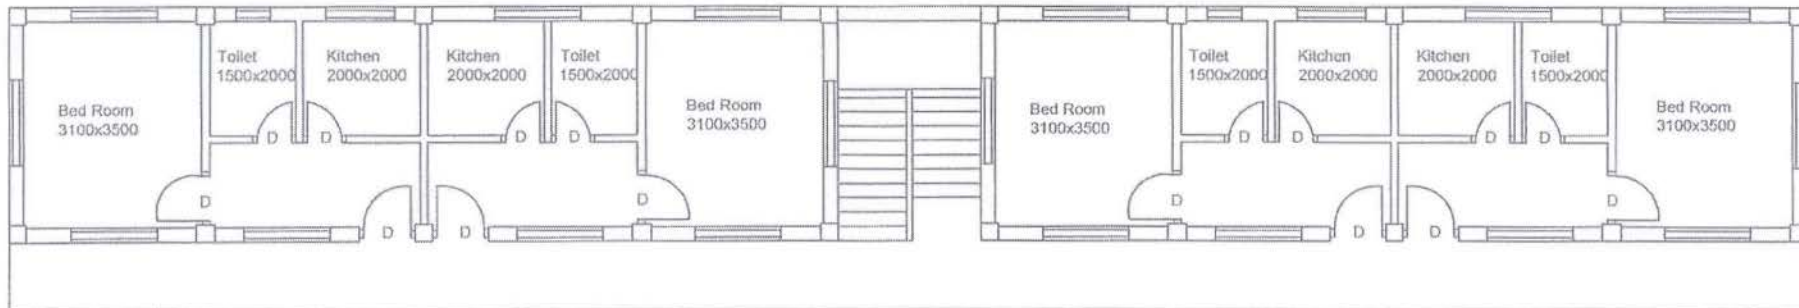 Toilet
1500x2000
Kitchen
2000x2000
Kitchen
2000x2000
Toilet
1500x2000
Bed Room
3100x3500
Bed Room
3100x3500
D
D
D
D
D
D
D
D
Toilet
1500x2000
Kitchen
2000x2000
Kitchen
2000x2000
Toilet
1500x2000
Bed Room
3100x3500
Bed Room
3100x3500
D
D
D
D
D
D
D
D